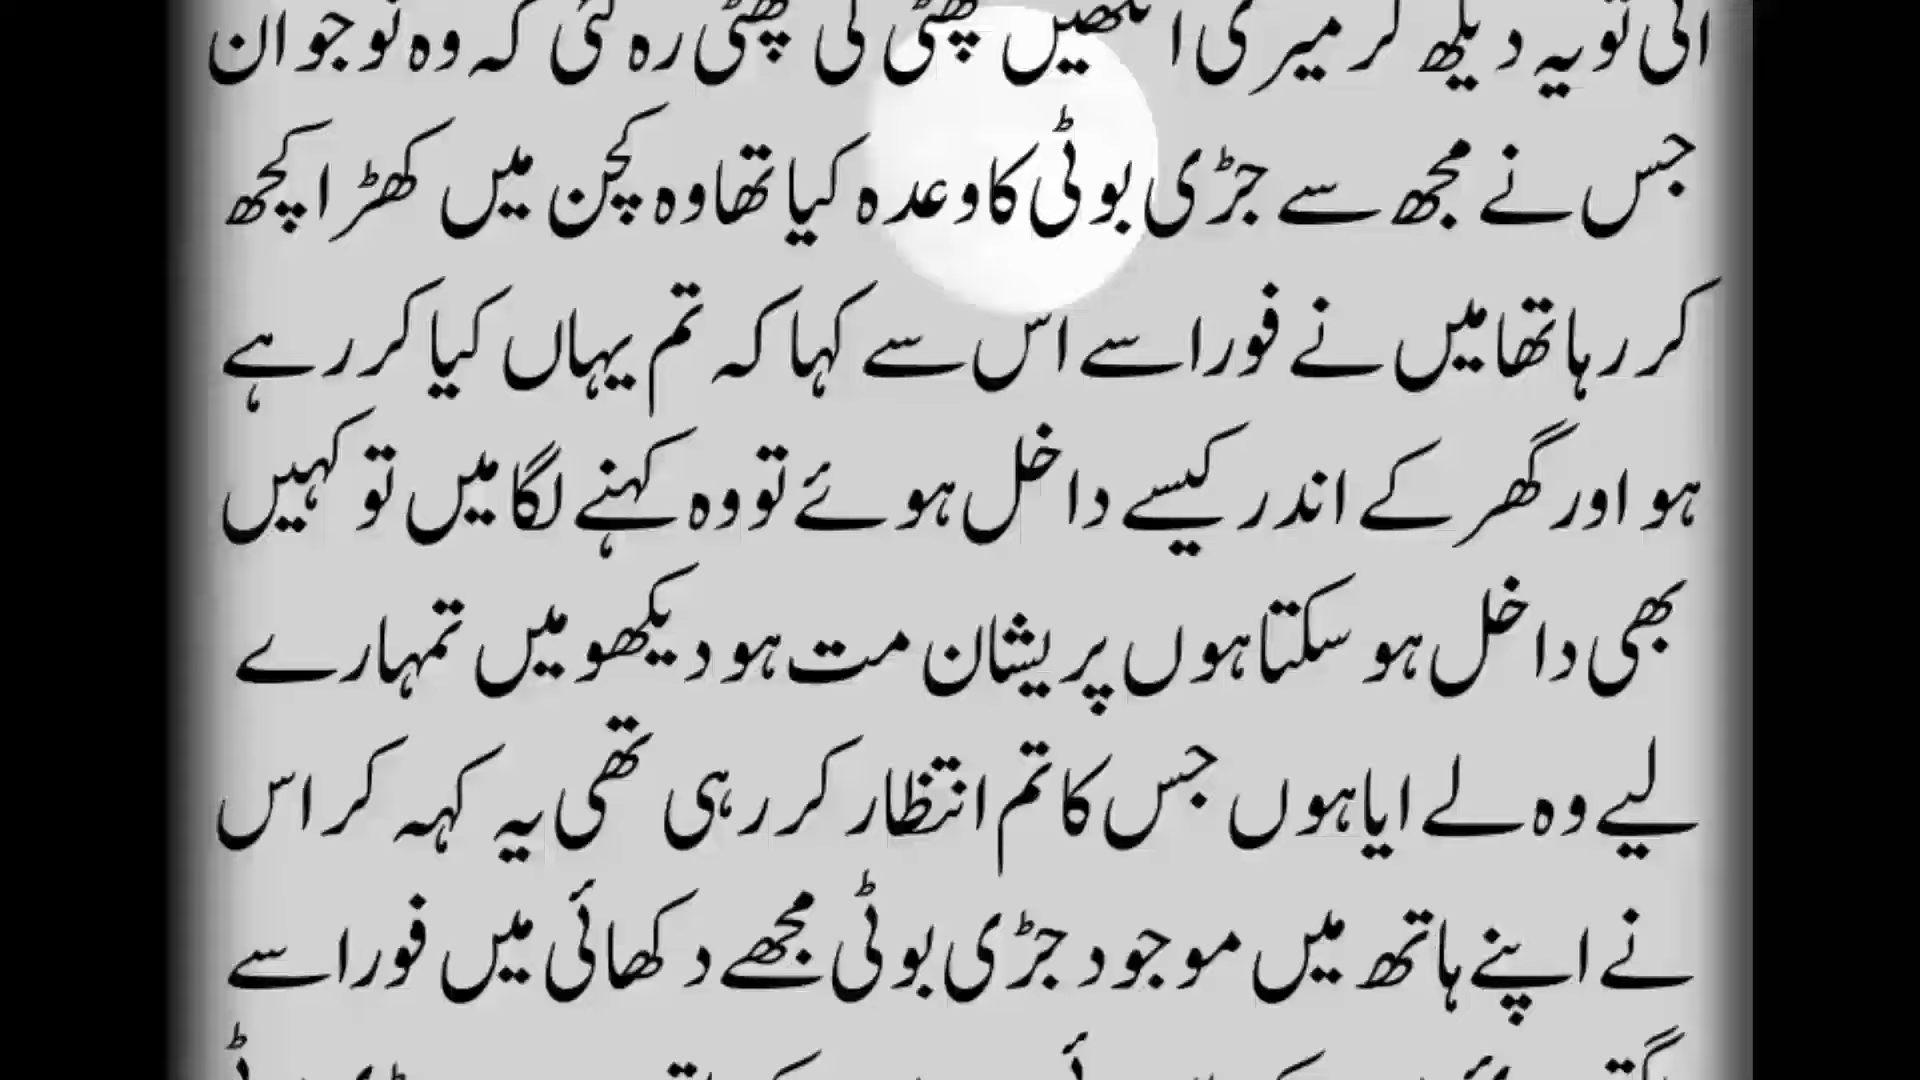 ائی تو یہ دیکھ کر میری انکھیں پھٹی کی پھٹی رہ گئی کہ وہ نوجوان
جس نے مجھ سے جڑی بوٹی کا وعدہ کیا تھا وہ کچن میں کھڑا کچھ
کر رہا تھا میں نے فورا سے اس سے کہا کہ تم یہاں کیا کر رہے
ہو اور گھر کے اندر کیسے داخل ہوئے تو وہ کہنے لگا میں تو کہیں
بھی داخل ہو سکتا ہوں پریشان مت ہو دیکھو میں تمہارے
لیے وہ لے ایا ہوں جس کا تم انتظار کر رہی تھی یہ کہہ کر اس
نے اپنے ہاتھ میں موجود جڑی بوٹی مجھے دکھائی میں فورا سے